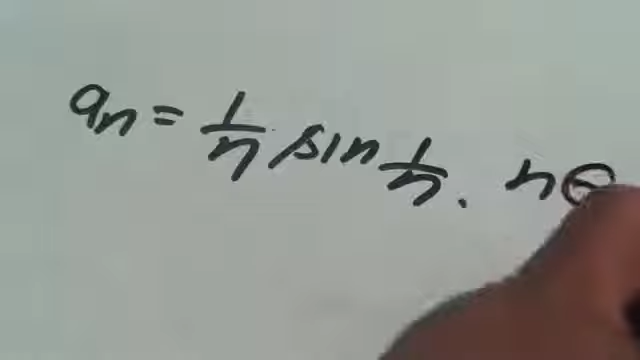 aₙ = 1/n sin 1/n. n∈